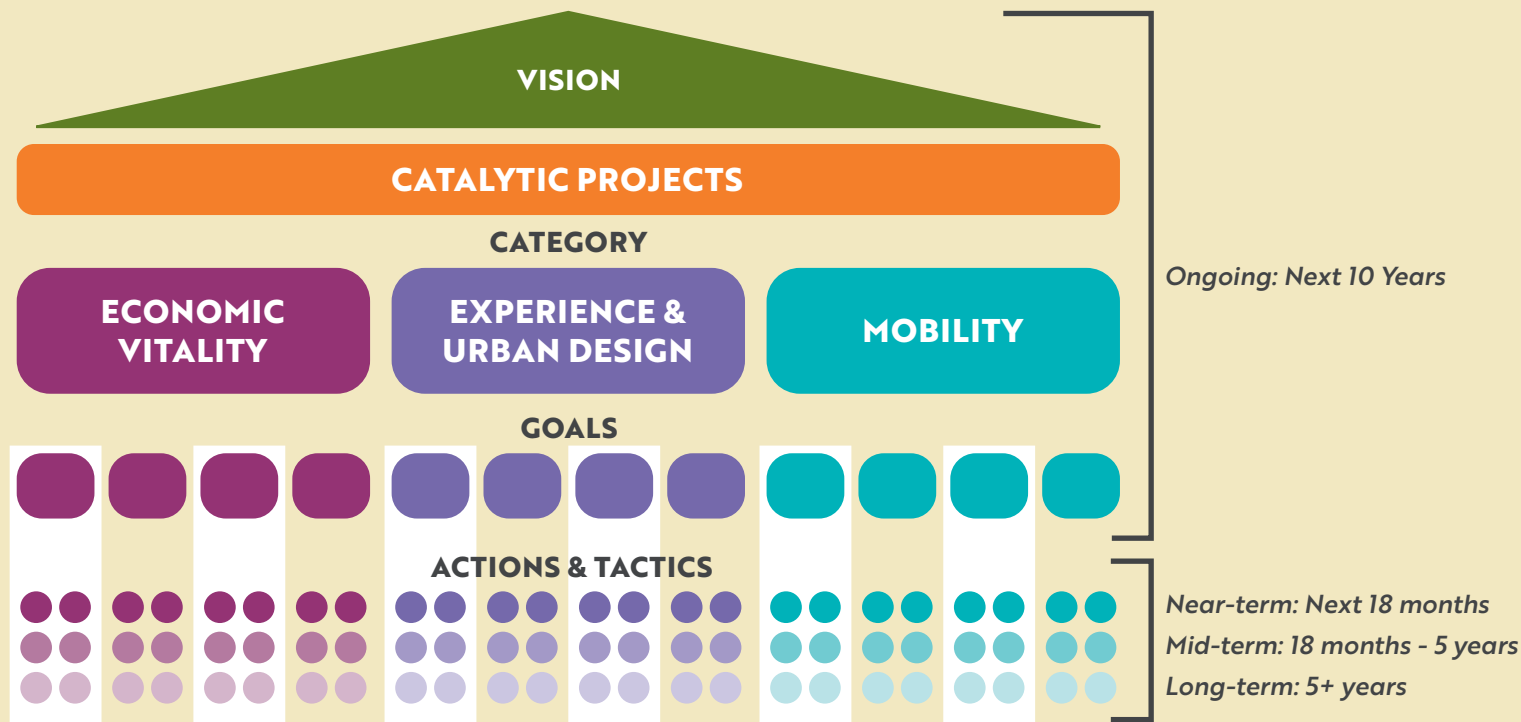 VISION
CATALYTIC PROJECTS
CATEGORY
ECONOMIC
VITALITY
EXPERIENCE &
URBAN DESIGN
MOBILITY
Ongoing: Next 10 Years
GOALS
ACTIONS & TACTICS
Near-term: Next 18 months
Mid-term: 18 months - 5 years
Long-term: 5+ years